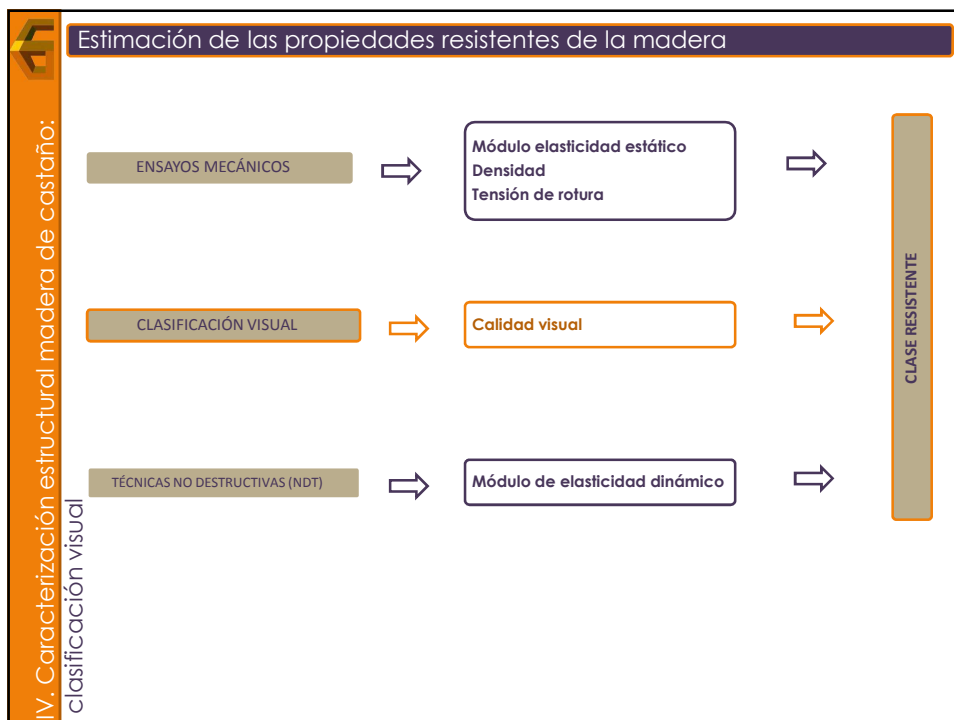 Estimación de las propiedades resistentes de la madera
IV. Caracterización estructural madera de castaño:
clasificación visual
ENSAYOS MECÁNICOS
Módulo elasticidad estático
Densidad
Tensión de rotura
CLASIFICACIÓN VISUAL
Calidad visual
TÉCNICAS NO DESTRUCTIVAS (NDT)
Módulo de elasticidad dinámico
CLASE RESISTENTE